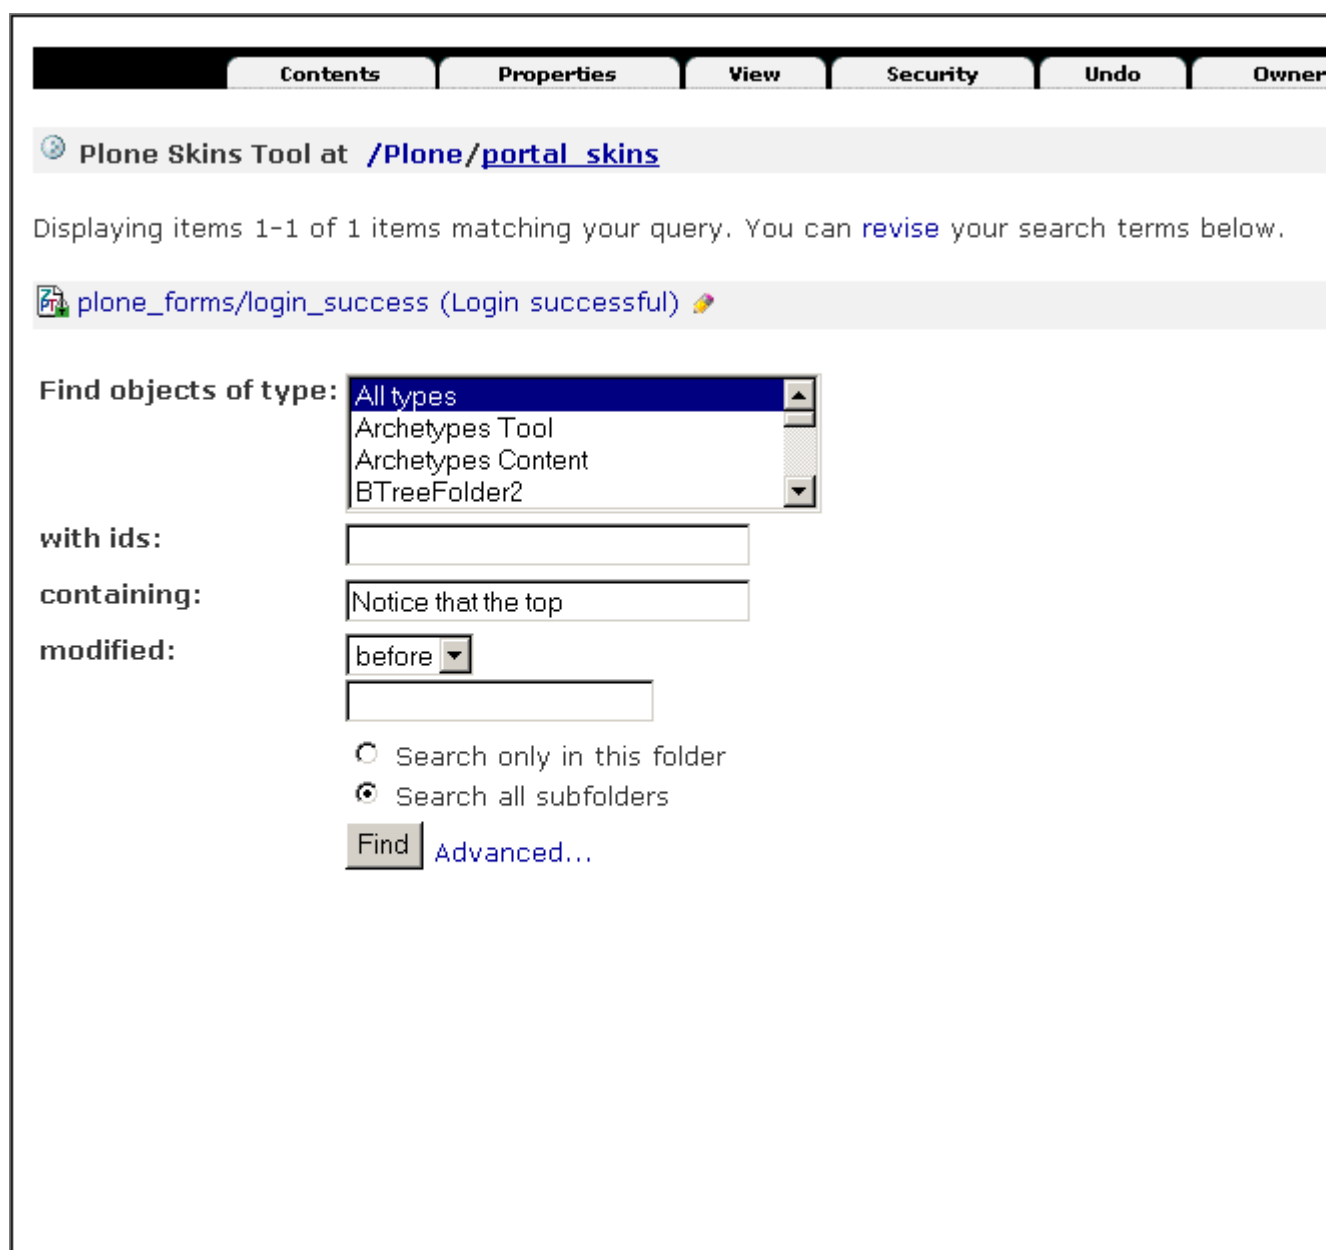 Contents Properties View Security Undo Owner
Plone Skins Tool at /Plone/portal_skins
Displaying items 1-1 of 1 items matching your query. You can revise your search terms below.
plone_forms/login_success (Login successful)
Find objects of type:
All types
Archetypes Tool
Archetypes Content
BTreeFolder2
with ids:
containing: Notice that the top
modified: before
Search only in this folder
Search all subfolders
Find Advanced...